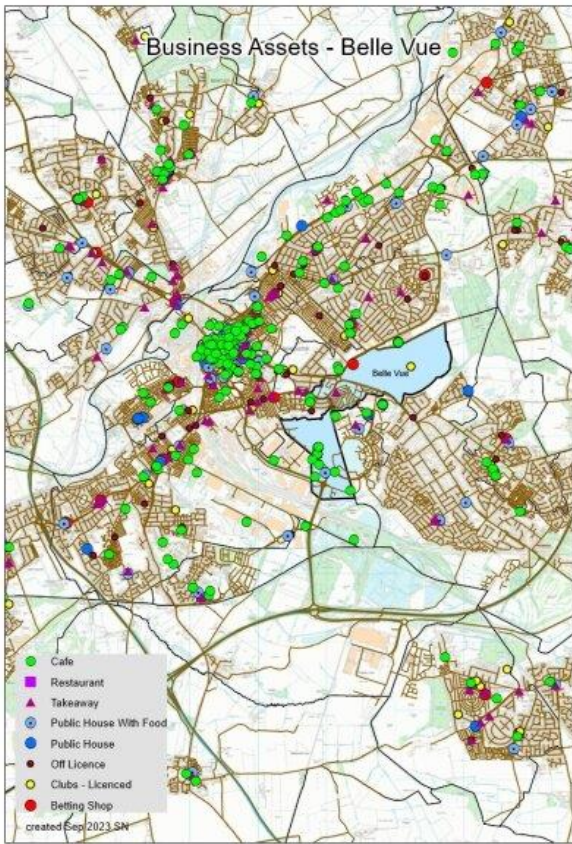 Business Assets - Belle Vue
Belle Vue
Cafe
Restaurant
Takeaway
Public House With Food
Public House
Off Licence
Clubs - Licenced
Betting Shop
created Sep 2023 SN